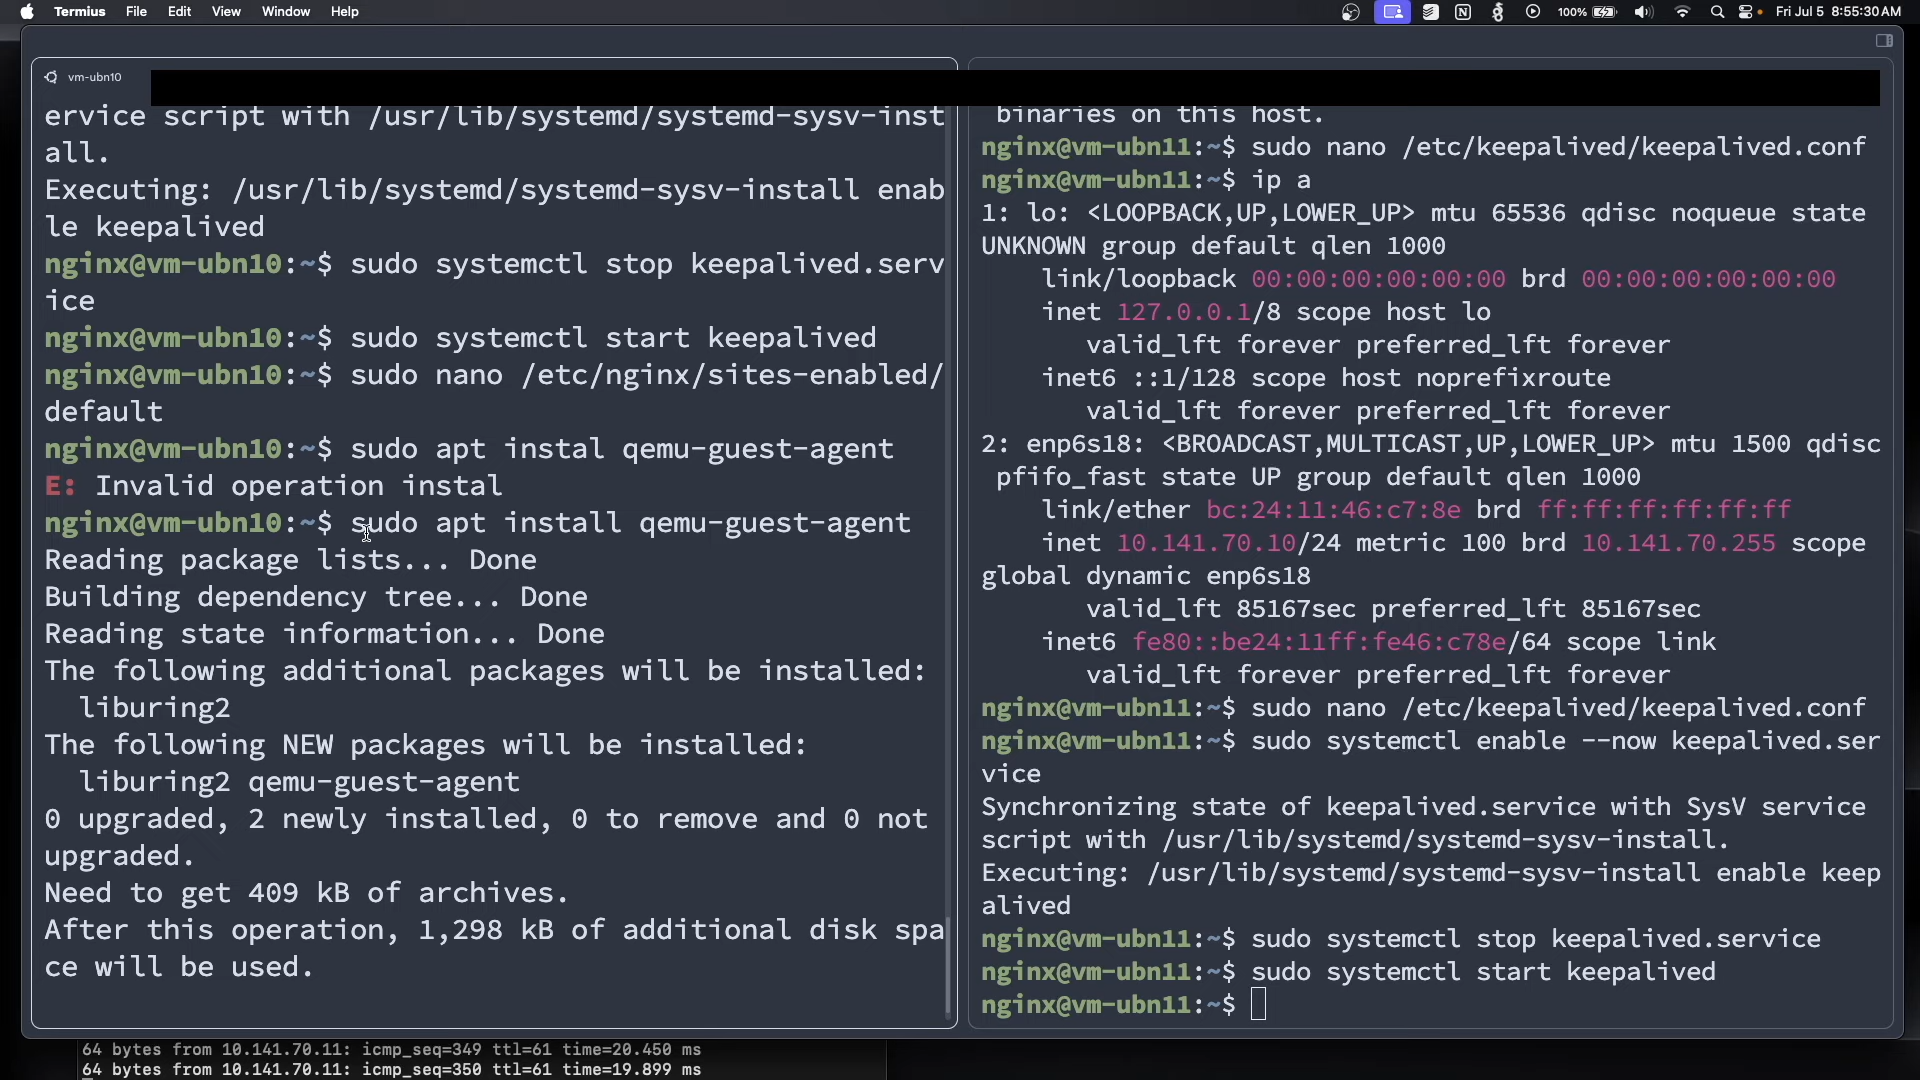 Termius File Edit View Window Help 100% Fri Jul 5 8:55:30 AM
vm-ubn10
ervice script with /usr/lib/systemd/systemd-sysv-inst
all.
Executing: /usr/lib/systemd/systemd-sysv-install enab
le keepalived
nginx@vm-ubn10:~$ sudo systemctl stop keepalived.serv
ice
nginx@vm-ubn10:~$ sudo systemctl start keepalived
nginx@vm-ubn10:~$ sudo nano /etc/nginx/sites-enabled/
default
nginx@vm-ubn10:~$ sudo apt instal qemu-guest-agent
E: Invalid operation instal
nginx@vm-ubn10:~$ sudo apt install qemu-guest-agent
Reading package lists... Done
Building dependency tree... Done
Reading state information... Done
The following additional packages will be installed:
  liburing2
The following NEW packages will be installed:
  liburing2 qemu-guest-agent
0 upgraded, 2 newly installed, 0 to remove and 0 not
upgraded.
Need to get 409 kB of archives.
After this operation, 1,298 kB of additional disk spa
ce will be used.
 binaries on this host.
nginx@vm-ubn11:~$ sudo nano /etc/keepalived/keepalived.conf
nginx@vm-ubn11:~$ ip a
1: lo: <LOOPBACK,UP,LOWER_UP> mtu 65536 qdisc noqueue state
UNKNOWN group default qlen 1000
    link/loopback 00:00:00:00:00:00 brd 00:00:00:00:00:00
    inet 127.0.0.1/8 scope host lo
       valid_lft forever preferred_lft forever
    inet6 ::1/128 scope host noprefixroute
       valid_lft forever preferred_lft forever
2: enp6s18: <BROADCAST,MULTICAST,UP,LOWER_UP> mtu 1500 qdisc
 pfifo_fast state UP group default qlen 1000
    link/ether bc:24:11:46:c7:8e brd ff:ff:ff:ff:ff:ff
    inet 10.141.70.10/24 metric 100 brd 10.141.70.255 scope
global dynamic enp6s18
       valid_lft 85167sec preferred_lft 85167sec
    inet6 fe80::be24:11ff:fe46:c78e/64 scope link
       valid_lft forever preferred_lft forever
nginx@vm-ubn11:~$ sudo nano /etc/keepalived/keepalived.conf
nginx@vm-ubn11:~$ sudo systemctl enable --now keepalived.ser
vice
Synchronizing state of keepalived.service with SysV service
script with /usr/lib/systemd/systemd-sysv-install.
Executing: /usr/lib/systemd/systemd-sysv-install enable keep
alived
nginx@vm-ubn11:~$ sudo systemctl stop keepalived.service
nginx@vm-ubn11:~$ sudo systemctl start keepalived
nginx@vm-ubn11:~$
64 bytes from 10.141.70.11: icmp_seq=349 ttl=61 time=20.450 ms
64 bytes from 10.141.70.11: icmp_seq=350 ttl=61 time=19.899 ms